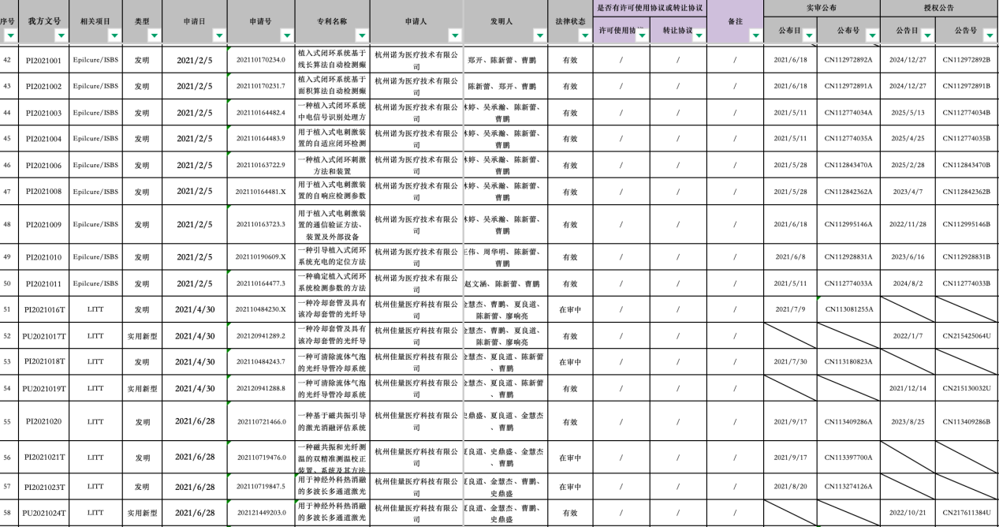 序号 我方文号 相关项目 类型 申请日 申请号 专利名称 申请人 发明人 法律状态 是否有许可使用协议或转让协议 备注 实审公布 授权公告
许可使用协 转让协议 公布日 公布号 公告日 公告号
42 PI2021001 Epilcure/ISBS 发明 2021/2/5 202110170234.0 植入式闭环系统基于 杭州诺为医疗技术有限公 郑开、陈新蕾、曹鹏 有效 / / / 2021/6/18 CN112972892A 2024/12/27 CN112972892B
线长算法自动检测癫 司
43 PI2021002 Epilcure/ISBS 发明 2021/2/5 202110170231.7 植入式闭环系统基于 杭州诺为医疗技术有限公 陈新蕾、郑开、曹鹏 有效 / / / 2021/6/18 CN112972891A 2024/12/27 CN112972891B
面积算法自动检测癫 司
44 PI2021003 Epilcure/ISBS 发明 2021/2/5 202110164482.4 一种植入式闭环系统 杭州诺为医疗技术有限公 婷、吴承瀚、陈新蕾、 有效 / / / 2021/5/11 CN112774034A 2025/5/13 CN112774034B
中电信号识别处理方 司 曹鹏
45 PI2021004 Epilcure/ISBS 发明 2021/2/5 202110164483.9 用于植入式电刺激装 杭州诺为医疗技术有限公 婷、吴承瀚、陈新蕾、 有效 / / / 2021/5/11 CN112774035A 2025/4/25 CN112774035B
置的自适应闭环检测 司 曹鹏
46 PI2021006 Epilcure/ISBS 发明 2021/2/5 202110163722.9 一种植入式闭环刺激 杭州诺为医疗技术有限公 婷、吴承瀚、陈新蕾、 有效 / / / 2021/5/28 CN112843470A 2025/2/28 CN112843470B
方法和装置 司 曹鹏
47 PI2021008 Epilcure/ISBS 发明 2021/2/5 202110164481.X 用于植入式电刺激装 杭州诺为医疗技术有限公 婷、吴承瀚、陈新蕾、 有效 / / / 2021/5/28 CN112842362A 2023/4/7 CN112842362B
置的自响应检测参数 司 曹鹏
48 PI2021009 Epilcure/ISBS 发明 2021/2/5 202110163723.3 用于植入式电刺激装 杭州诺为医疗技术有限公 婷、吴承瀚、陈新蕾、 有效 / / / 2021/6/18 CN112995146A 2022/11/28 CN112995146B
置的通信验证方法、 司 曹鹏
装置及外部设备
49 PI2021010 Epilcure/ISBS 发明 2021/2/5 202110190609.X 一种引导植入式闭环 杭州诺为医疗技术有限公 王伟、周华明、陈新蕾、 有效 / / / 2021/6/8 CN112928831A 2023/6/16 CN112928831B
系统充电的定位方法 司 曹鹏
50 PI2021011 Epilcure/ISBS 发明 2021/2/5 202110164477.3 一种确定植入式闭环 杭州诺为医疗技术有限公 赵文涵、陈新蕾、曹鹏 有效 / / / 2021/5/11 CN112774033A 2024/8/2 CN112774033B
系统检测参数的方法 司
51 PI2021016T LITT 发明 2021/4/30 202110484230.X 一种冷却套管及具有 杭州佳量医疗科技有限公 金慧杰、曹鹏、夏良道、 在审中 / / / 2021/7/9 CN113081255A
该冷却套管的光纤导 司 陈新蕾、廖响亮
52 PU2021017T LITT 实用新型 2021/4/30 202120941289.2 一种冷却套管及具有 杭州佳量医疗科技有限公 金慧杰、曹鹏、夏良道、 有效 / / / 2022/1/7 CN215425064U
该冷却套管的光纤导 司 陈新蕾、廖响亮
53 PI2021018T LITT 发明 2021/4/30 202110484243.7 一种可清除流体气泡 杭州佳量医疗科技有限公 金慧杰、夏良道、陈新蕾 在审中 / / / 2021/7/30 CN113180823A
的光纤导管冷却系统 司 、曹鹏
54 PU2021019T LITT 实用新型 2021/4/30 202120941288.8 一种可清除流体气泡 杭州佳量医疗科技有限公 金慧杰、夏良道、陈新蕾 有效 / / / 2021/12/14 CN215130032U
的光纤导管冷却系统 司 、曹鹏
55 PI2021020 LITT 发明 2021/6/28 202110721466.0 一种基于磁共振引导 杭州佳量医疗科技有限公 史鼎盛、夏良道、金慧杰 有效 / / / 2021/9/17 CN113409286A 2023/8/25 CN113409286B
的激光消融评估系统 司 、曹鹏
56 PI2021021T LITT 发明 2021/6/28 202110719476.0 一种磁共振和光纤测 杭州佳量医疗科技有限公 夏良道、史鼎盛、金慧杰 在审中 / / / 2021/9/17 CN113397700A
温的双精准测温校正 司 、曹鹏
装置、系统及其方法
57 PI2021023T LITT 发明 2021/6/28 202110719847.5 用于神经外科热消融 杭州佳量医疗科技有限公 夏良道、金慧杰、曹鹏、 在审中 / / / 2021/8/20 CN113274126A
的多波长多通道激光 司 史鼎盛
58 PU2021024T LITT 实用新型 2021/6/28 202121449203.0 用于神经外科热消融 杭州佳量医疗科技有限公 夏良道、金慧杰、曹鹏、 有效 / / / 2022/10/21 CN217611384U
的多波长多通道激光 司 史鼎盛